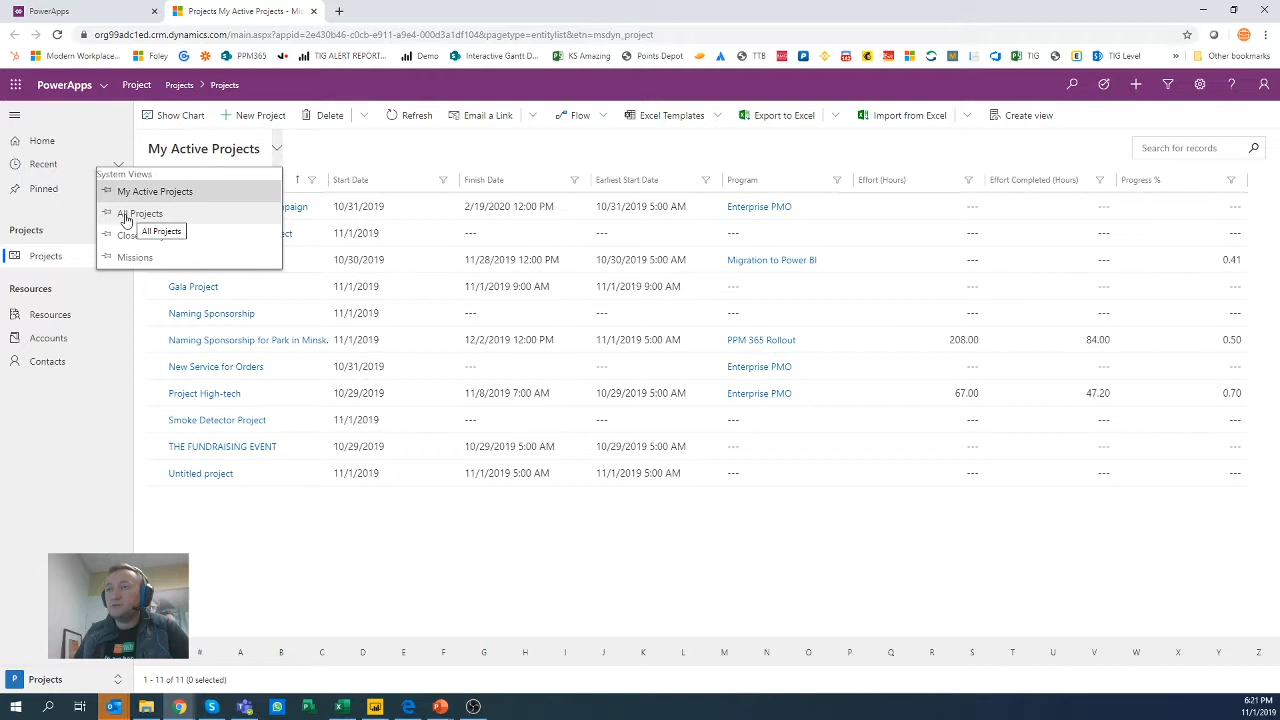 PowerApps
Projects My Active Projects - Mic
org99adc1ed.crm.dynamics.com/main.aspx?appid=2e430b46-c0cb-e911-a9e4-000d3a1df104&pagetype=entitylist&etn=msdyn_project
Modern Workplace...
Foley
PPM365
TIG ALERT REPORT...
Demo
Interactive Gantt D...
KS Amazing
Points Depot
TTB
TIG
TIG Level
Other bookmarks
PowerApps
Project
Projects
Projects
Show Chart
New Project
Delete
Refresh
Email a Link
Flow
Excel Templates
Export to Excel
Import from Excel
Create view
Home
Recent
Pinned
Projects
Projects
Resources
Resources
Accounts
Contacts
My Active Projects
Search for records
System Views
My Active Projects
All Projects
All Projects
Missions
Start Date
Finish Date
Earliest Start Date
Program
Effort (Hours)
Effort Completed (Hours)
Progress %
paign 10/31/2019 2/19/2020 12:00 PM 10/31/2019 5:00 AM Enterprise PMO --- --- ---
ect 11/1/2019 --- 11/1/2019 5:00 AM --- --- --- ---
10/30/2019 11/28/2019 12:00 PM 10/30/2019 5:00 AM Migration to Power BI --- --- 0.41
Gala Project 11/1/2019 11/1/2019 9:00 AM 11/1/2019 9:00 AM --- --- --- ---
Naming Sponsorship 11/1/2019 --- --- --- --- --- ---
Naming Sponsorship for Park in Minsk. 11/1/2019 12/2/2019 12:00 PM 11/1/2019 5:00 AM PPM 365 Rollout 208.00 84.00 0.50
New Service for Orders 10/31/2019 --- --- Enterprise PMO --- --- ---
Project High-tech 10/29/2019 11/8/2019 7:00 AM 10/29/2019 5:00 AM Enterprise PMO 67.00 47.20 0.70
Smoke Detector Project 11/1/2019 --- --- --- --- --- ---
THE FUNDRAISING EVENT 10/29/2019 10/29/2019 5:00 AM 10/29/2019 5:00 AM --- --- --- ---
Untitled project 11/1/2019 11/1/2019 5:00 AM 11/1/2019 5:00 AM --- --- --- ---
# A B C D E F G H I J K L M N O P Q R S T U V W X Y Z
P Projects
1 - 11 of 11 (0 selected)
6:21 PM
11/1/2019